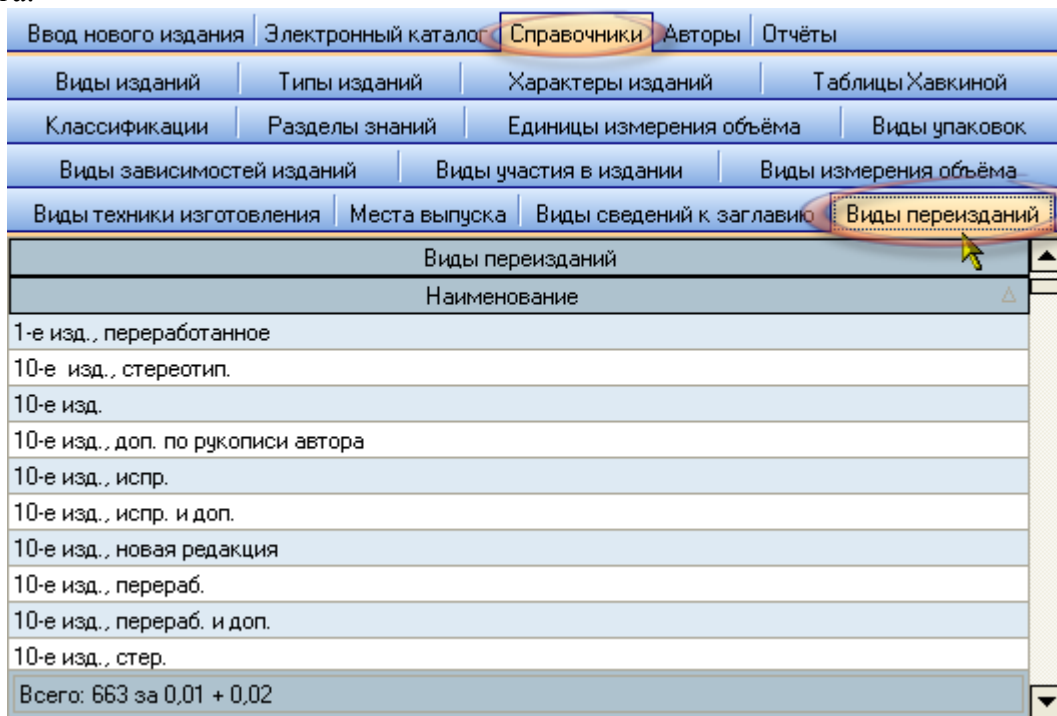 Ввод нового издания Электронный каталог Справочники Авторы Отчёты
Виды изданий Типы изданий Характеры изданий Таблицы Хавкиной
Классификации Разделы знаний Единицы измерения объёма Виды упаковок
Виды зависимостей изданий Виды участия в издании Виды измерения объёма
Виды техники изготовления Места выпуска Виды сведений к заглавию Виды переизданий
Виды переизданий
Наименование
1-е изд., переработанное
10-е изд., стереотип.
10-е изд.
10-е изд., доп. по рукописи автора
10-е изд., испр.
10-е изд., испр. и доп.
10-е изд., новая редакция
10-е изд., перераб.
10-е изд., перераб. и доп.
10-е изд., стер.
Всего: 663 за 0,01 + 0,02